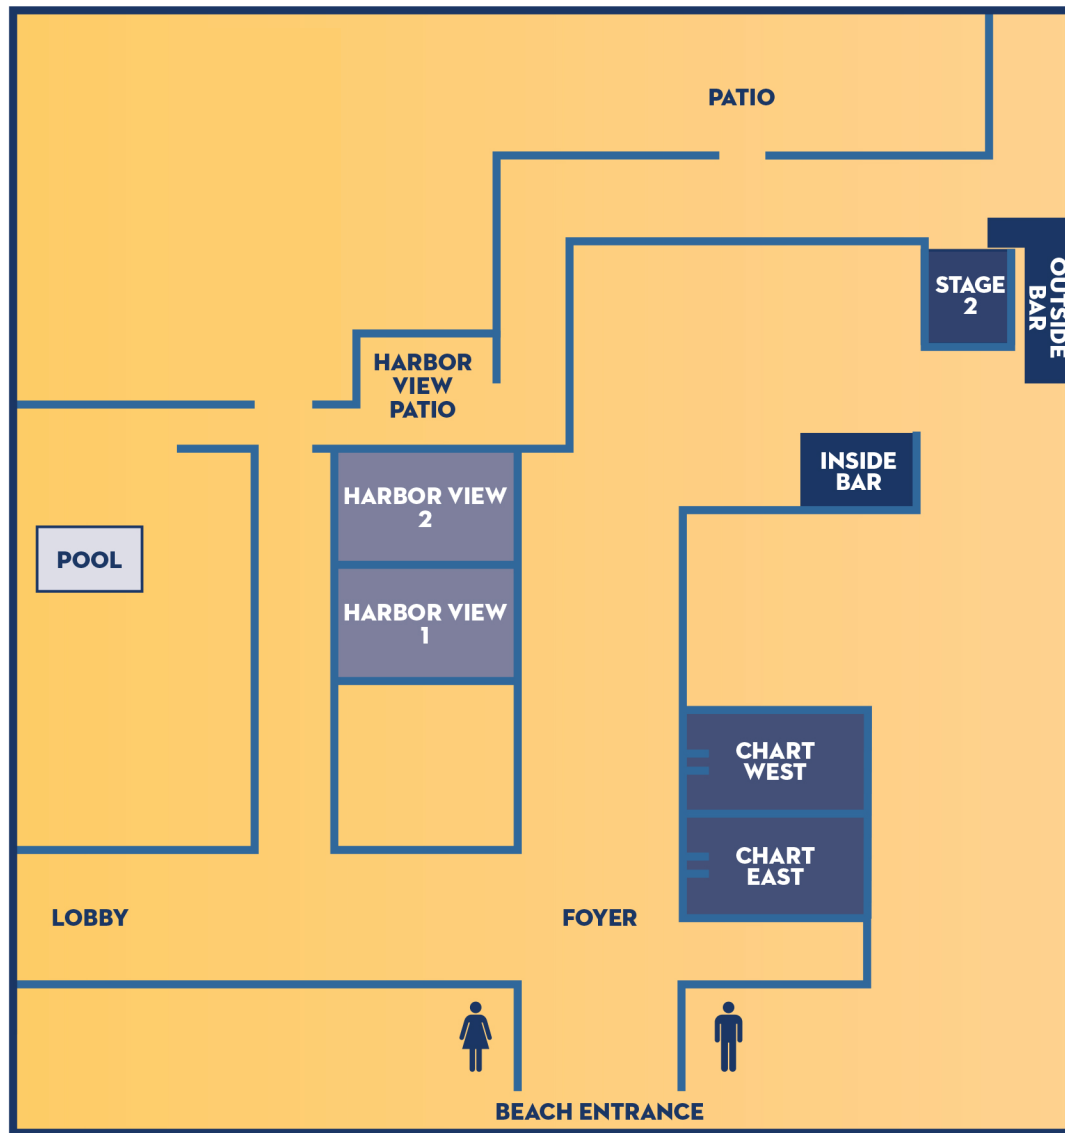 PATIO
OUTSIDE
BAR
STAGE
2
HARBOR
VIEW
PATIO
INSIDE
BAR
HARBOR VIEW
2
POOL
HARBOR VIEW
1
CHART
WEST
CHART
EAST
LOBBY
FOYER
BEACH ENTRANCE